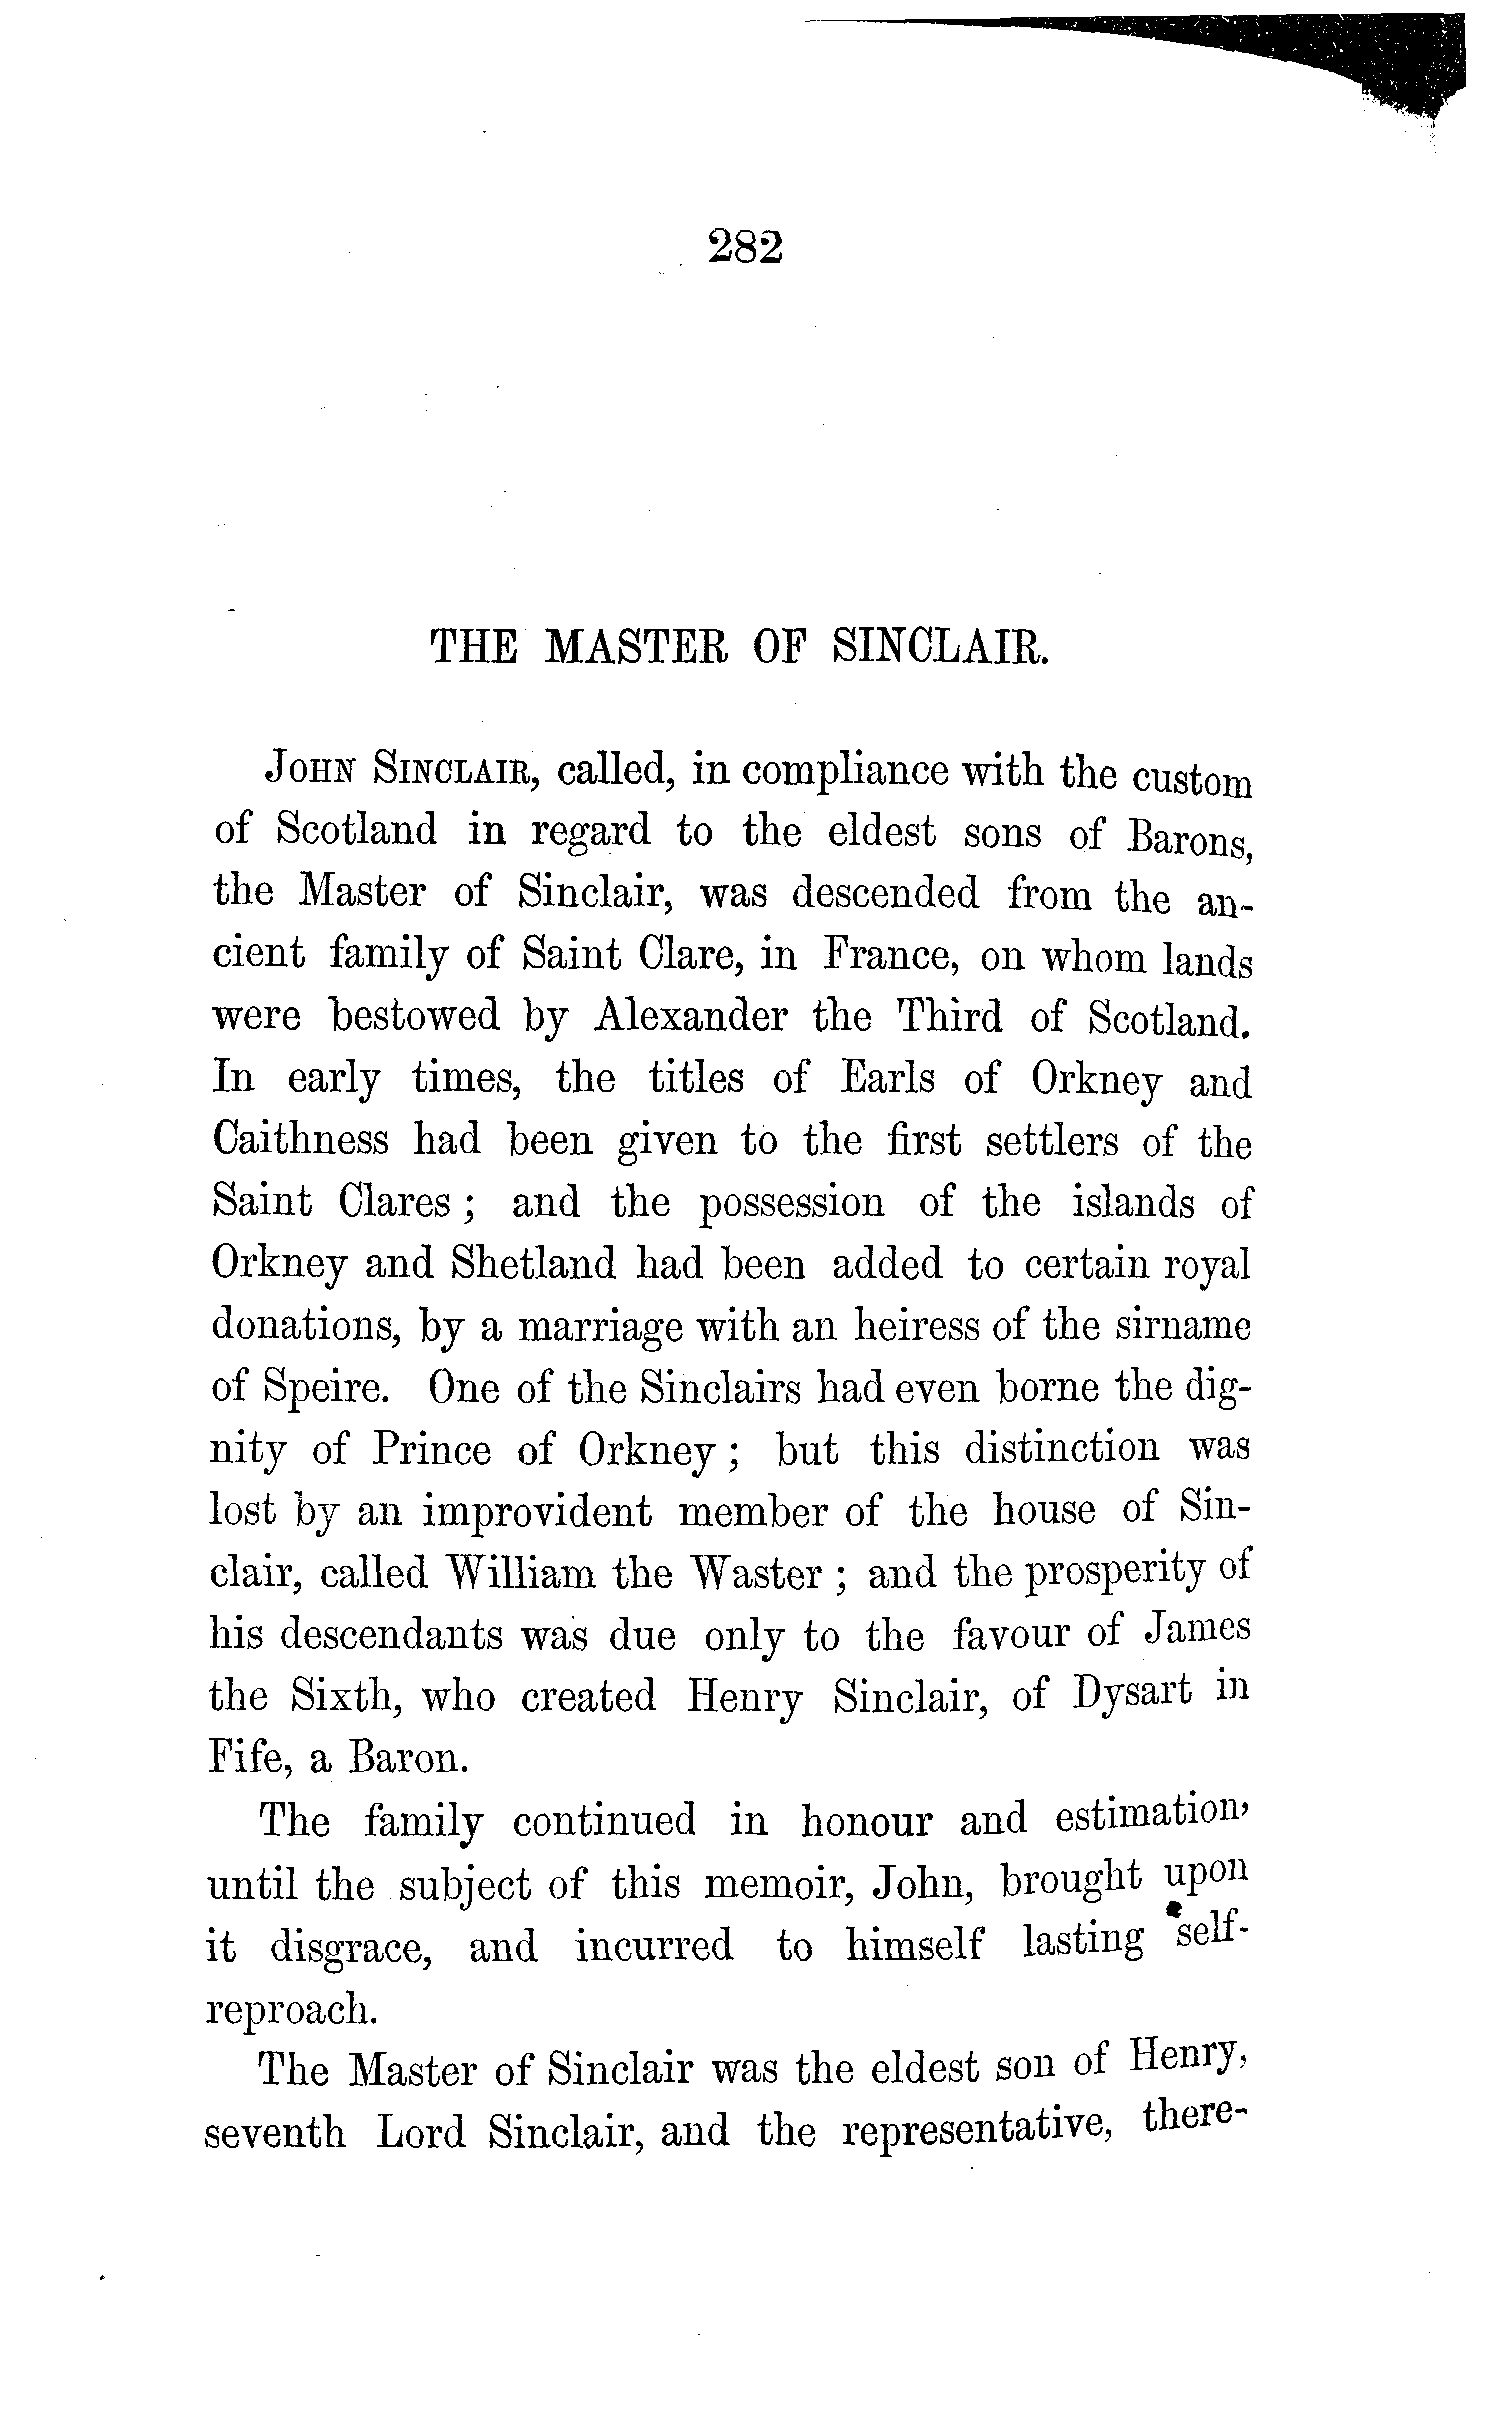 282
THE MASTER OF SINCLAIR.
JOHN SINCLAIR, called, in compliance with the custom
of Scotland in regard to the eldest sons of Barons,
the Master of Sinclair, was descended from the an-
cient family of Saint Clare, in France, on whom lands
were bestowed by Alexander the Third of Scotland.
In early times, the titles of Earls of Orkney and
Caithness had been given to the first settlers of the
Saint Clares ; and the possession of the islands of
Orkney and Shetland had been added to certain royal
donations, by a marriage with an heiress of the sirname
of Speire. One of the Sinclairs had even borne the dig-
nity of Prince of Orkney ; but this distinction was
lost by an improvident member of the house of Sin-
clair, called William the Waster ; and the prosperity of
his descendants was due only to the favour of James
the Sixth, who created Henry Sinclair, of Dysart in
Fife, a Baron.
The family continued in honour and estimation,
until the subject of this memoir, John, brought upon
it disgrace, and incurred to himself lasting self-
reproach.
The Master of Sinclair was the eldest son of Henry,
seventh Lord Sinclair, and the representative, there-